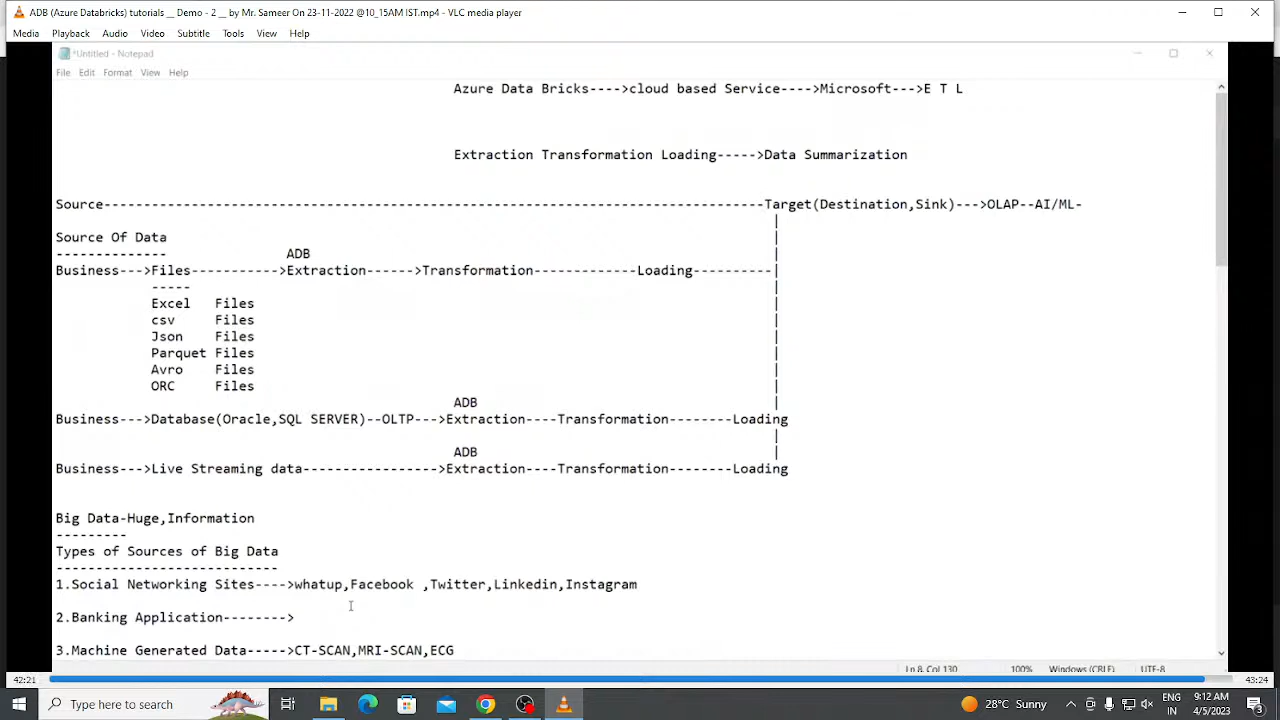 ADB (Azure Databricks) tutorials __ Demo - 2 __ by Mr. Sameer On 23-11-2022 @10_15AM IST.mp4 - VLC media player
Media Playback Audio Video Subtitle Tools View Help
*Untitled - Notepad
File Edit Format View Help
Azure Data Bricks---->cloud based Service---->Microsoft--->E T L
Extraction Transformation Loading----->Data Summarization
Source-----------------------------------------------------------------------------------Target(Destination,Sink)--->OLAP--AI/ML-
|
Source Of Data |
-------------- ADB |
Business--->Files----------->Extraction------>Transformation-------------Loading----------|
----- |
Excel Files |
csv Files |
Json Files |
Parquet Files |
Avro Files |
ORC Files |
ADB |
Business--->Database(Oracle,SQL SERVER)--OLTP--->Extraction----Transformation--------Loading
|
ADB |
Business--->Live Streaming data----------------->Extraction----Transformation--------Loading
Big Data-Huge,Information
---------
Types of Sources of Big Data
----------------------------
1.Social Networking Sites---->whatup,Facebook ,Twitter,Linkedin,Instagram
2.Banking Application-------->
3.Machine Generated Data----->CT-SCAN,MRI-SCAN,ECG
Ln 8, Col 130 100% Windows (CRLF) UTF-8
42:21 43:24
Type here to search 28°C Sunny ENG IN 9:12 AM 4/5/2023 3